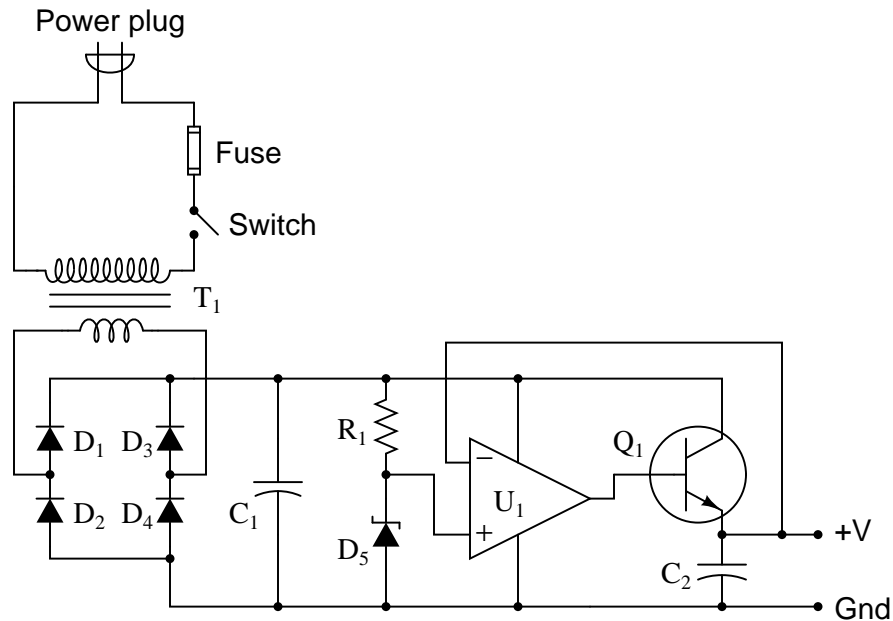 Power plug
Fuse
Switch
T1
D1
D3
D2
D4
C1
R1
D5
−
+
U1
Q1
C2
+V
Gnd